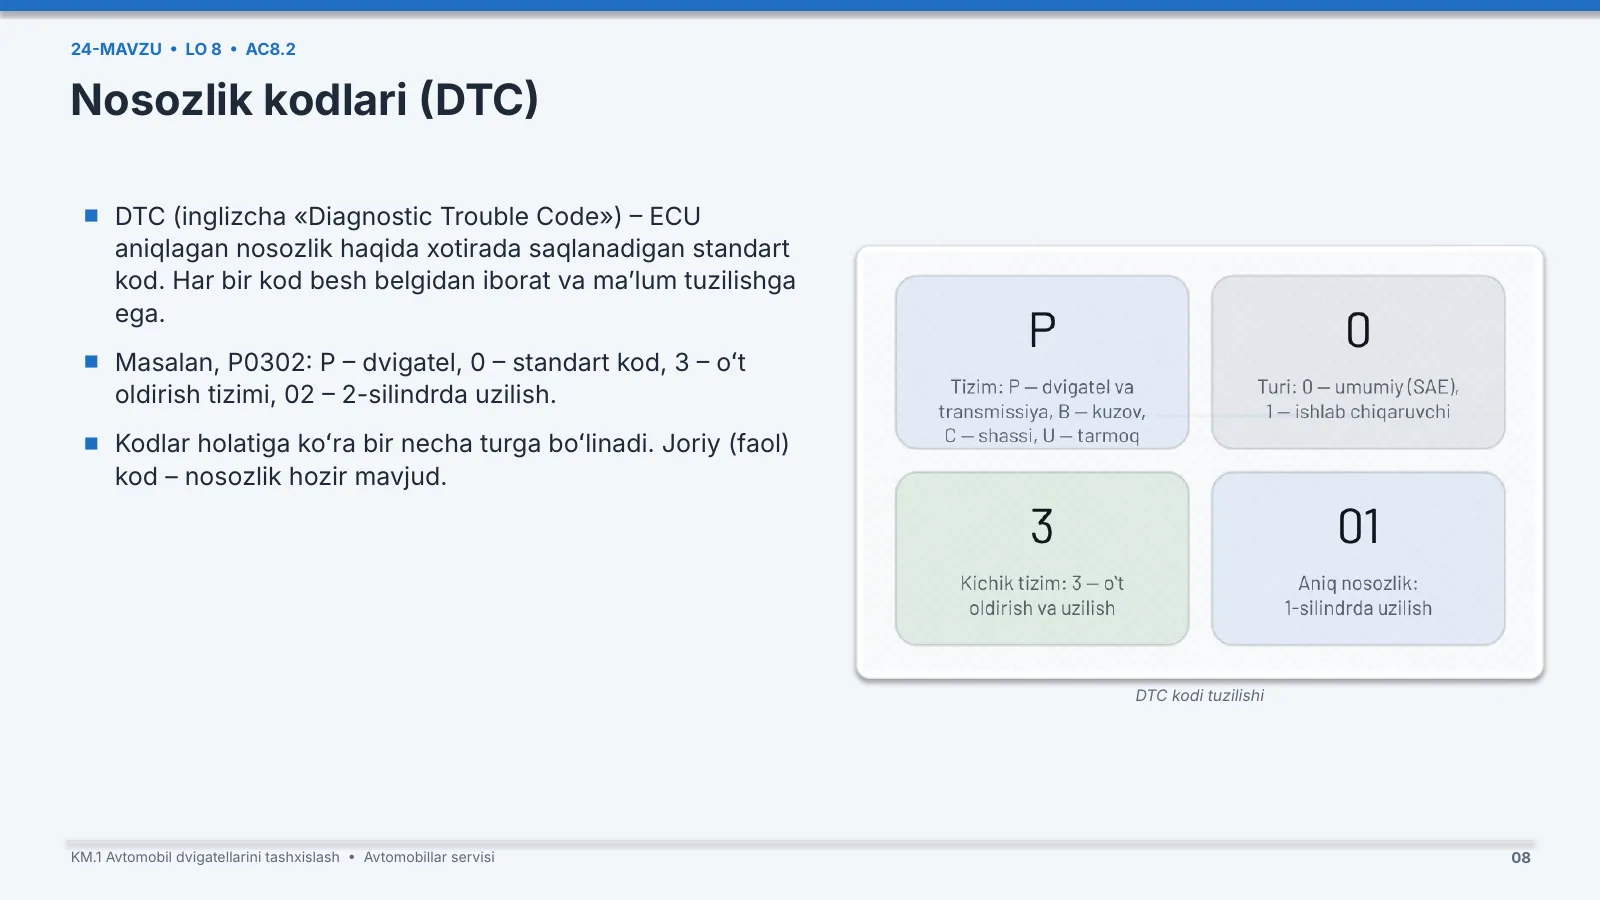 24-MAVZU • LO 8 • AC8.2
Nosozlik kodlari (DTC)
DTC (inglizcha «Diagnostic Trouble Code») – ECU
aniqlagan nosozlik haqida xotirada saqlanadigan standart
kod. Har bir kod besh belgidan iborat va ma’lum tuzilishga
ega.
Masalan, P0302: P – dvigatel, 0 – standart kod, 3 – oʻt
oldirish tizimi, 02 – 2-silindrda uzilish.
Kodlar holatiga koʻra bir necha turga boʻlinadi. Joriy (faol)
kod – nosozlik hozir mavjud.
P
Tizim: P – dvigatel va
transmissiya, B – kuzov,
C – shassi, U – tarmoq
0
Turi: 0 – umumiy (SAE),
1 – ishlab chiqaruvchi
3
Kichik tizim: 3 – oʻt
oldirish va uzilish
01
Aniq nosozlik:
1-silindrda uzilish
DTC kodi tuzilishi
KM.1 Avtomobil dvigatellarini tashxislash • Avtomobillar servisi
08